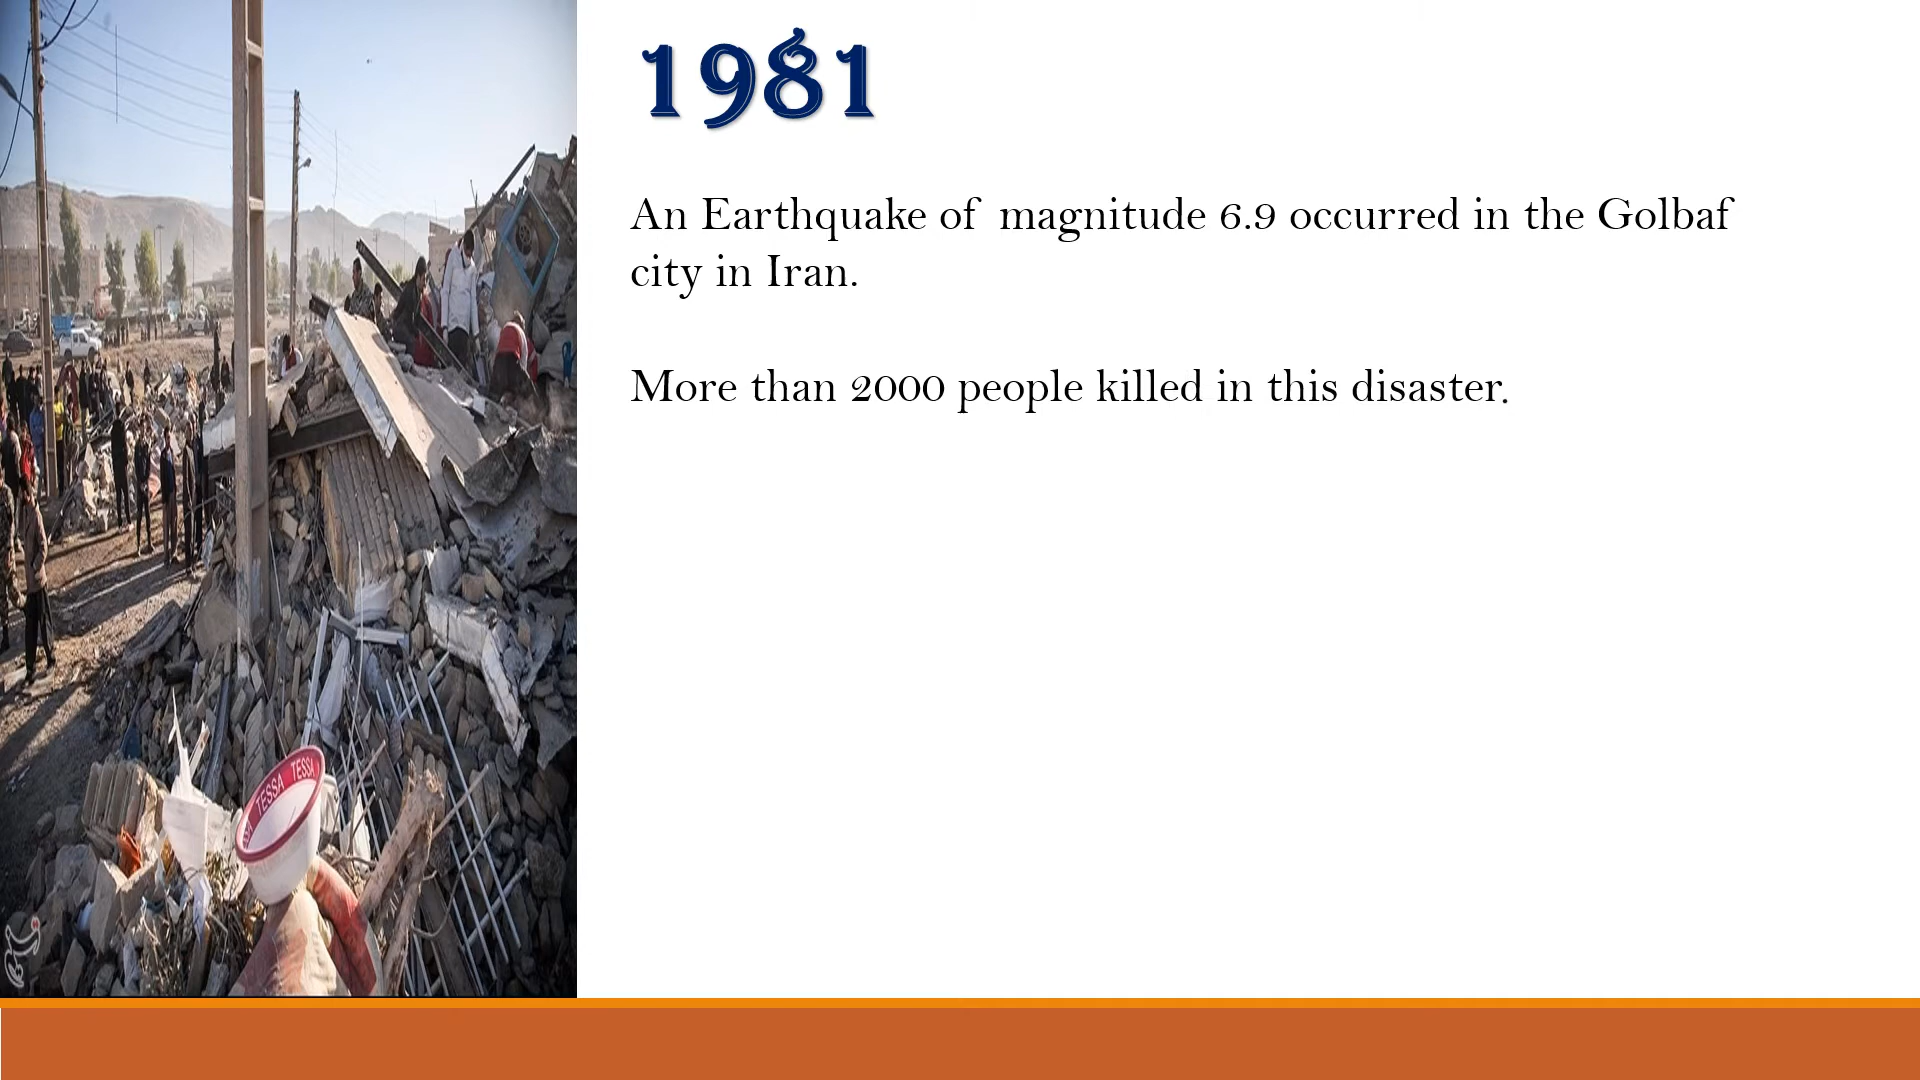 1981
An Earthquake of magnitude 6.9 occurred in the Golbaf
city in Iran.
More than 2000 people killed in this disaster.
TESSA TESSA